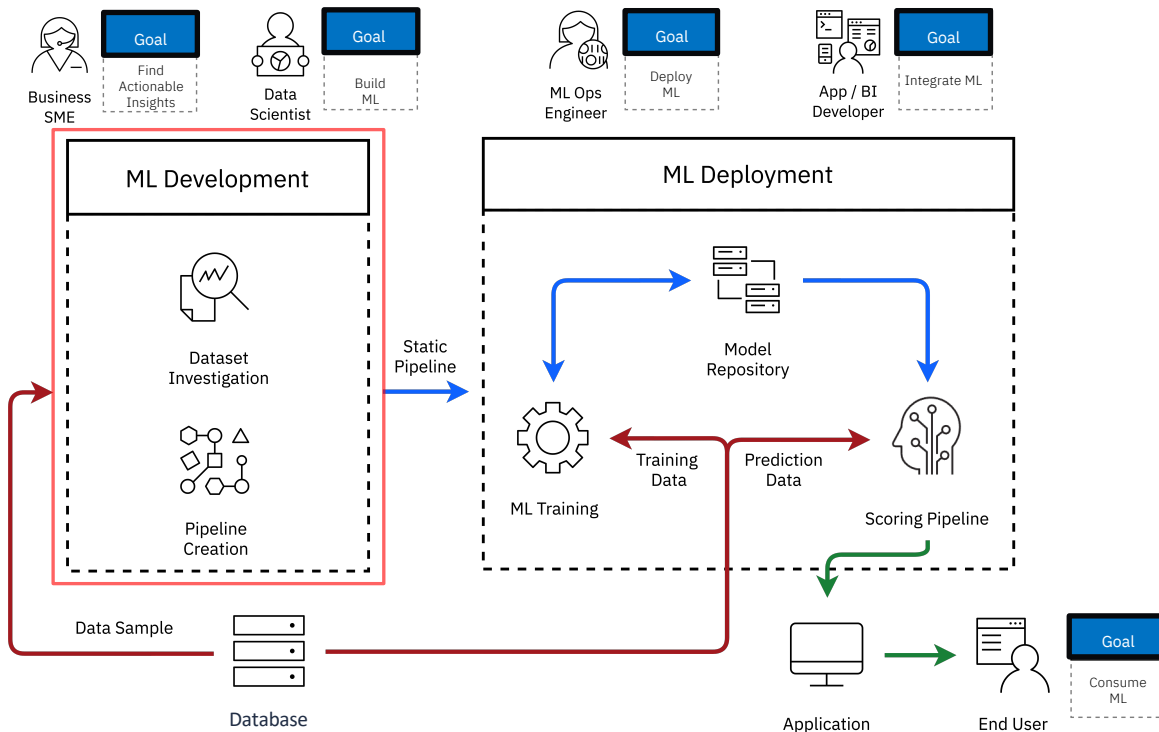 Goal
Find
Actionable
Insights
Business
SME
Goal
Build
ML
Data
Scientist
Goal
Deploy
ML
ML Ops
Engineer
Goal
Integrate ML
App / BI
Developer
ML Development
Dataset
Investigation
Pipeline
Creation
Static
Pipeline
ML Deployment
Model
Repository
ML Training
Training
Data
Prediction
Data
Scoring Pipeline
Data Sample
Database
Application
End User
Goal
Consume
ML